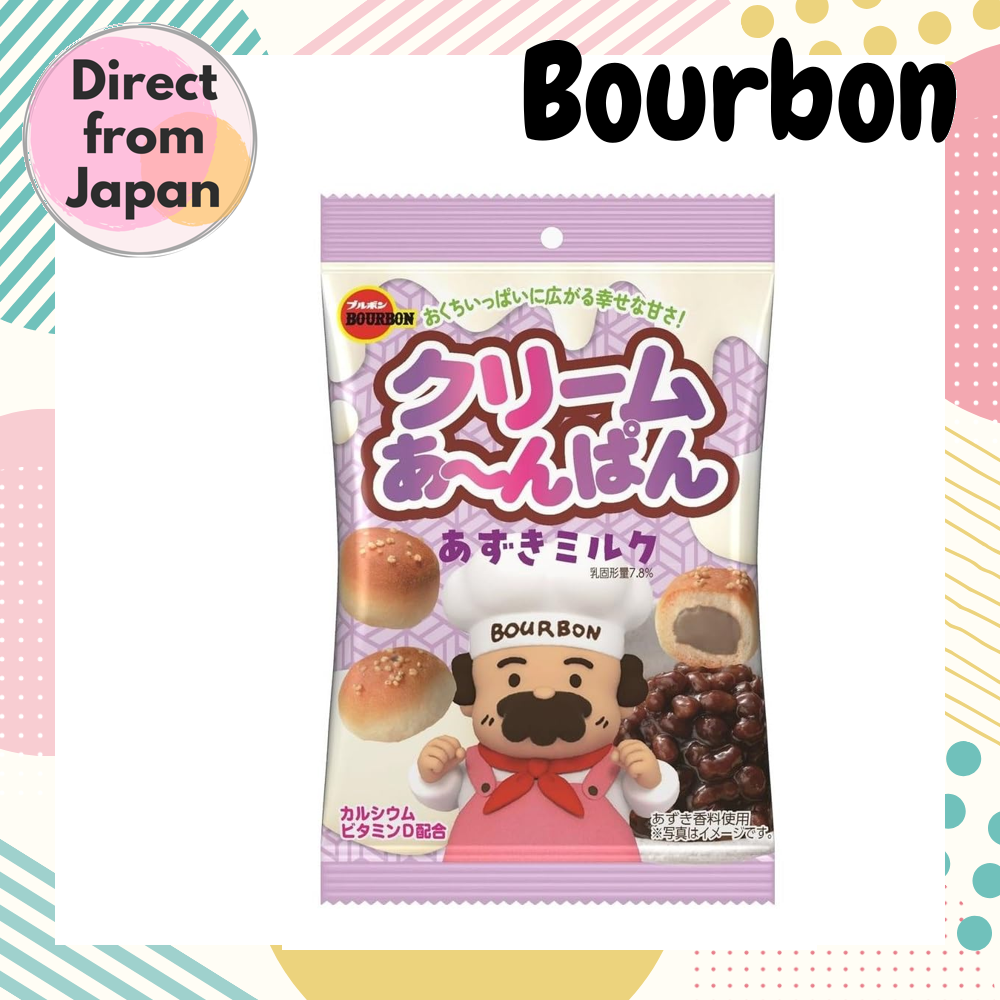 Direct
from
Japan
Bourbon
ブルボン
BOURBON
おくちいっぱいに広がる幸せな甘さ!
クリーム
あ〜んぱん
あずきミルク
乳固形量7.8%
BOURBON
カルシウム
ビタミンD配合
あずき香料使用
※写真はイメージです。